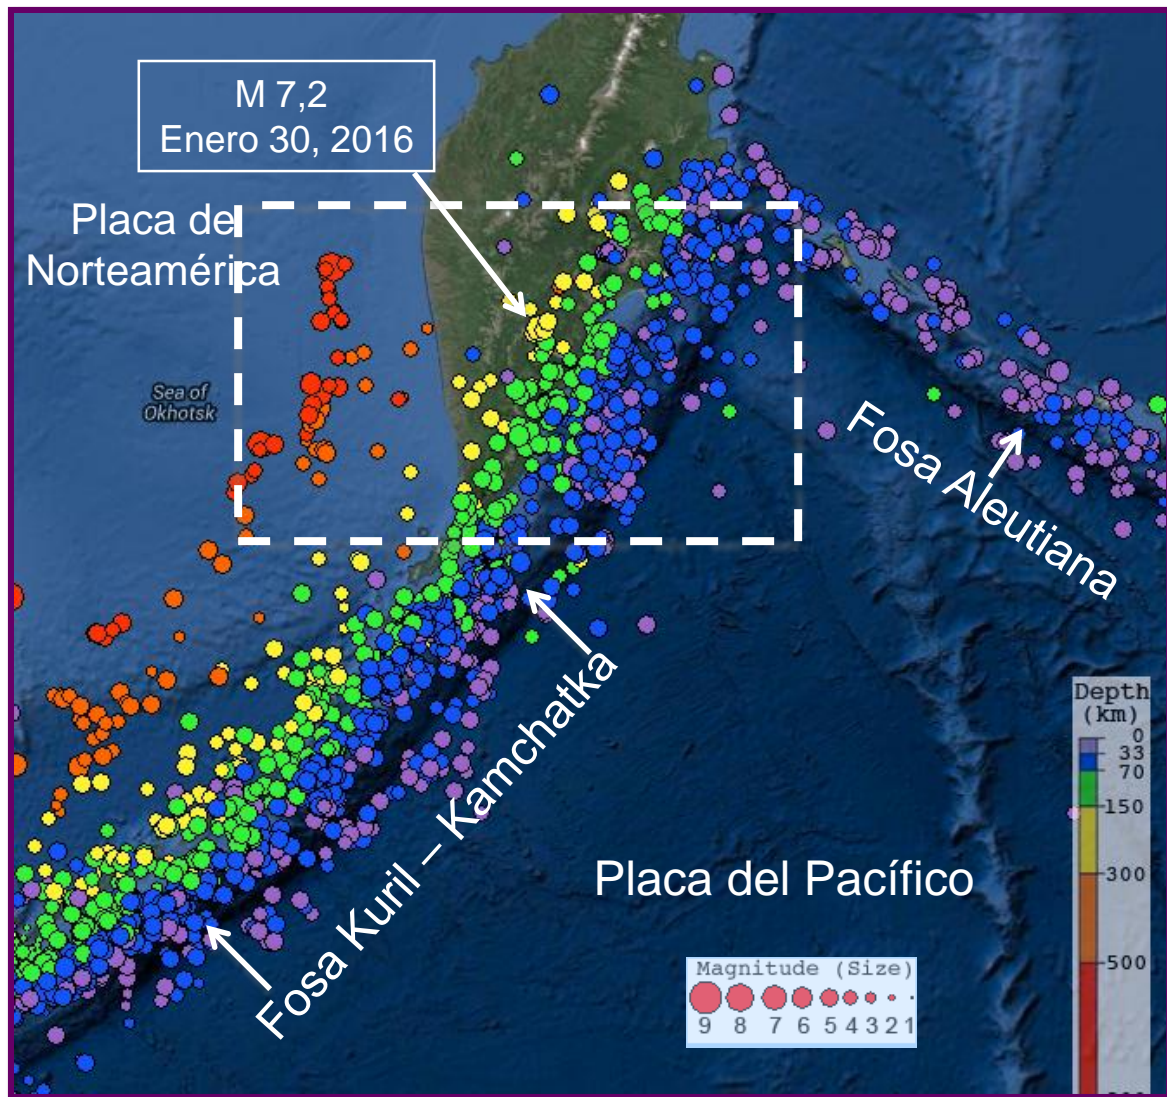 M 7,2
Enero 30, 2016
Placa de
Norteamérica
Sea of
Okhotsk
Fosa Aleutiana
Fosa Kuril – Kamchatka
Placa del Pacífico
Depth
(km)
0
33
70
150
300
500
Magnitude (Size)
9 8 7 6 5 4 3 2 1